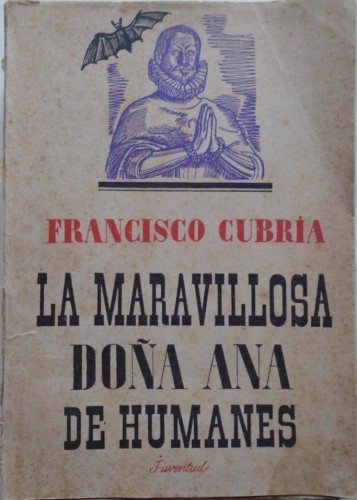 FRANCISCO CUBRÍA
LA MARAVILLOSA
DOÑA ANA
DE HUMANES
Juventud